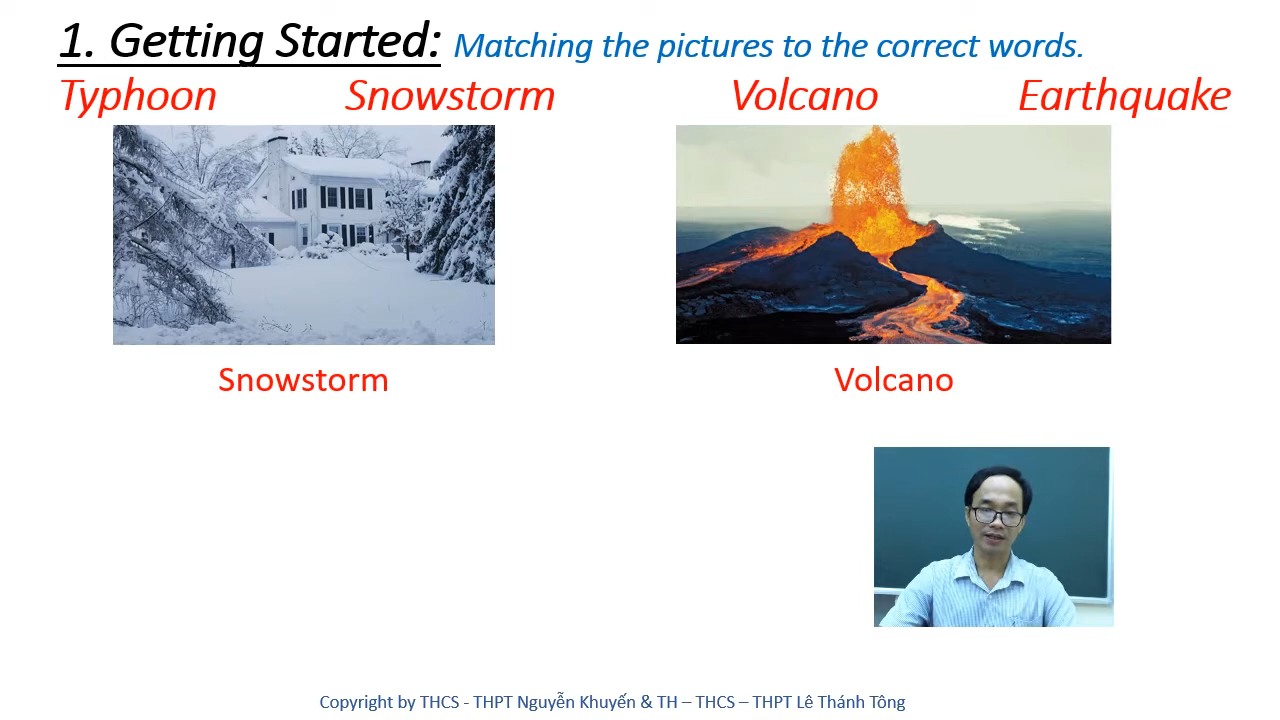 1. Getting Started: Matching the pictures to the correct words.
Typhoon Snowstorm Volcano Earthquake
Snowstorm Volcano
Copyright by THCS - THPT Nguyễn Khuyến & TH – THCS – THPT Lê Thánh Tông